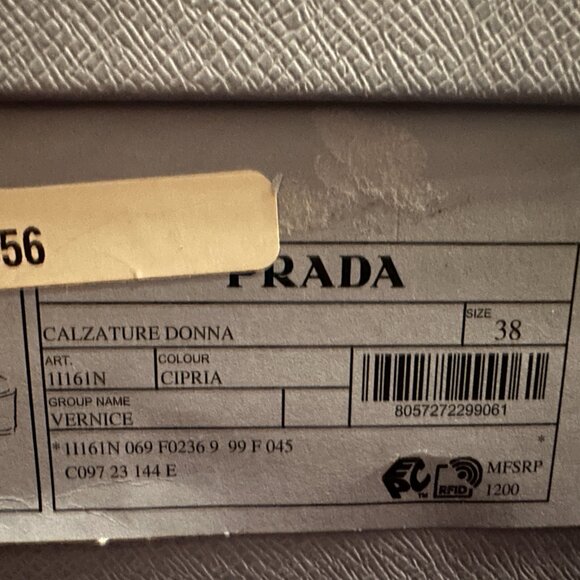 56
PRADA
CALZATURE DONNA
SIZE
38
ART.
11161N
COLOUR
CIPRIA
GROUP NAME
VERNICE
8057272299061
*11161N 069 F0236 9 99 F 045 *
C097 23 144 E
RFID
MFSRP
1200